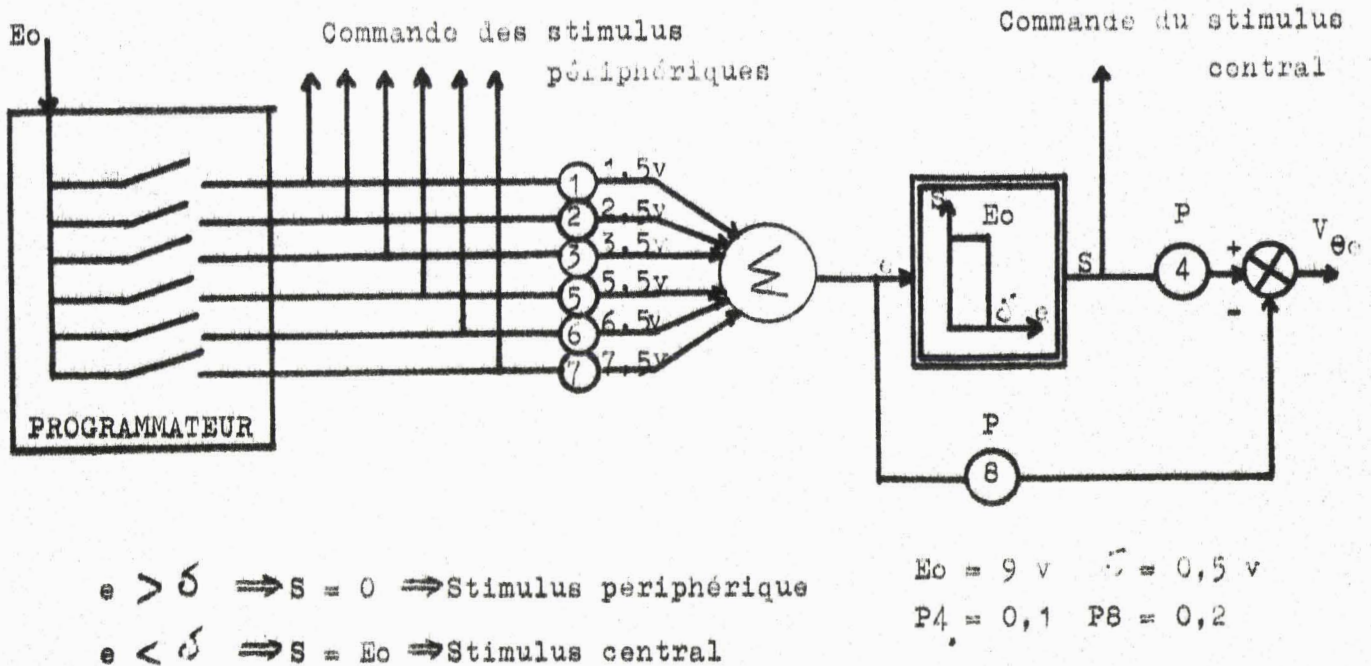 Eo
Commande des stimulus
périphériques
Commande du stimulus
central
1 1,5v
2 2,5v
3 3,5v
5 5,5v
6 6,5v
7 7,5v
Σ
e
S
Eo
δ e
S
P
4
+
-
Vθe
PROGRAMMATEUR
P
8
e > δ ⇒ S = 0 ⇒ Stimulus periphérique
e < δ ⇒ S = Eo ⇒ Stimulus central
Eo = 9 v δ = 0,5 v
P4 = 0,1 P8 = 0,2